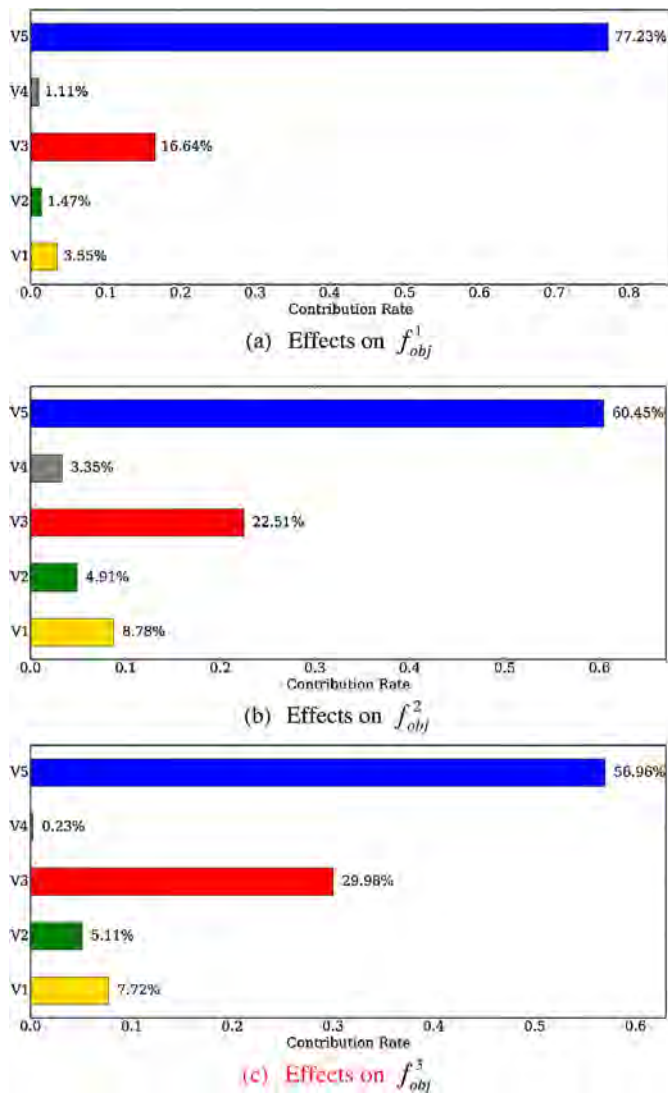 V5 77.23%
V4 1.11%
V3 16.64%
V2 1.47%
V1 3.55%
0.0 0.1 0.2 0.3 0.4 0.5 0.6 0.7 0.8
Contribution Rate
(a) Effects on f¹obj
V5 60.45%
V4 3.35%
V3 22.51%
V2 4.91%
V1 8.78%
0.0 0.1 0.2 0.3 0.4 0.5 0.6
Contribution Rate
(b) Effects on f²obj
V5 56.96%
V4 0.23%
V3 29.98%
V2 5.11%
V1 7.72%
0.0 0.1 0.2 0.3 0.4 0.5 0.6
Contribution Rate
(c) Effects on f³obj